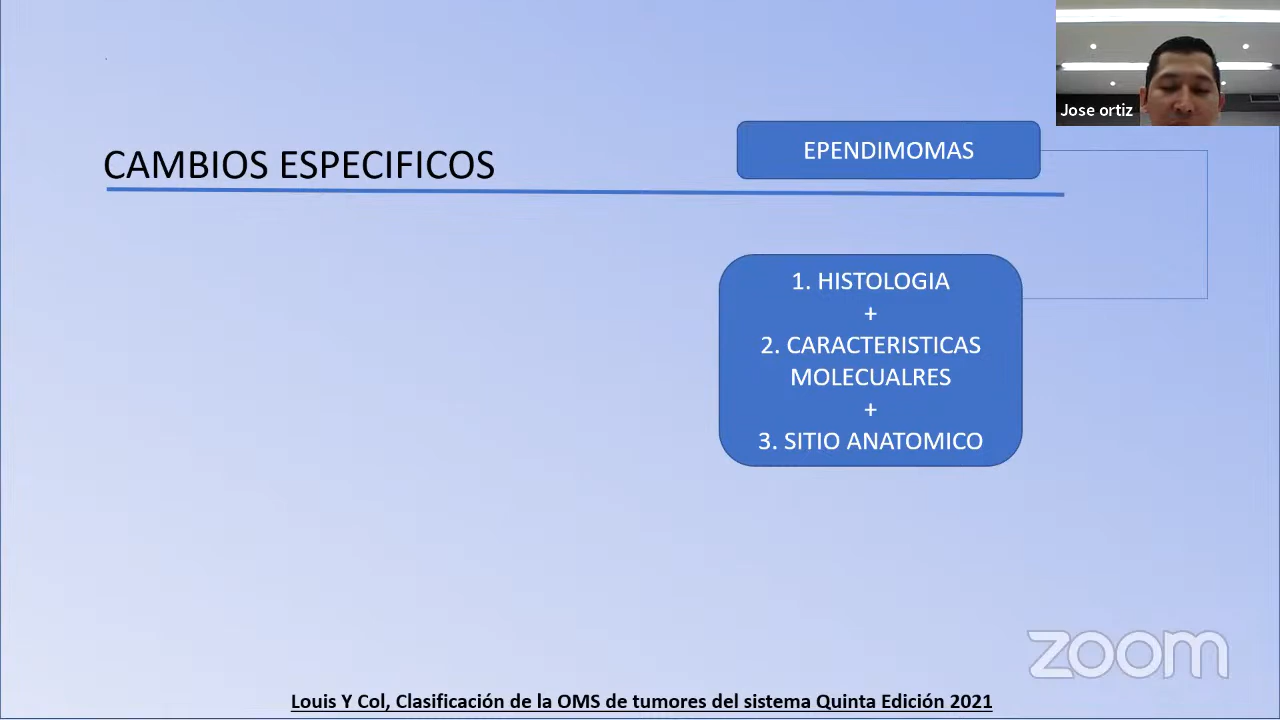 Jose ortiz
CAMBIOS ESPECIFICOS
EPENDIMOMAS
1. HISTOLOGIA
+
2. CARACTERISTICAS
MOLECUALRES
+
3. SITIO ANATOMICO
zoom
Louis Y Col, Clasificación de la OMS de tumores del sistema Quinta Edición 2021